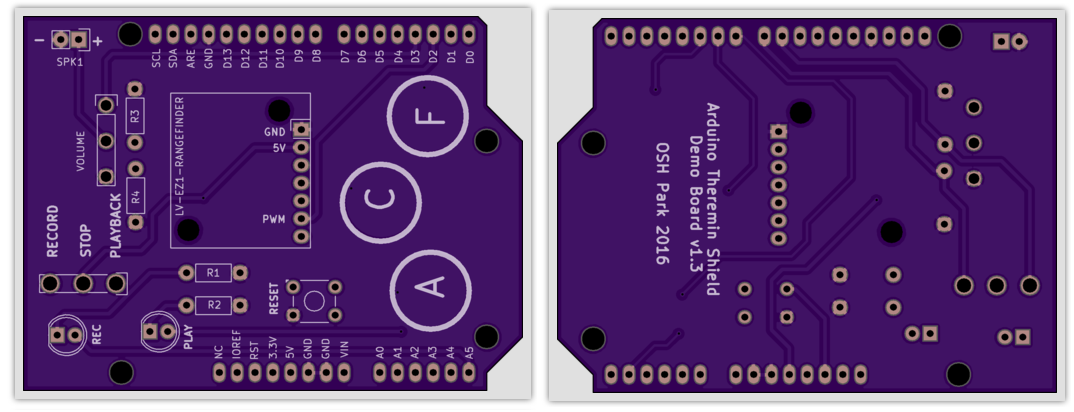 − +
SPK1
SCL SDA ARE GND D13 D12 D11 D10 D9 D8 D7 D6 D5 D4 D3 D2 D1 D0
R3
VOLUME
R4
LV-EZ1-RANGEFINDER
GND
5V
PWM
F
C
A
RECORD
STOP
PLAYBACK
R1
R2
RESET
REC
PLAY
NC IOREF RST 3.3V 5V GND GND VIN A0 A1 A2 A3 A4 A5
Arduino Theremin Shield
Demo Board v1.3
OSH Park 2016